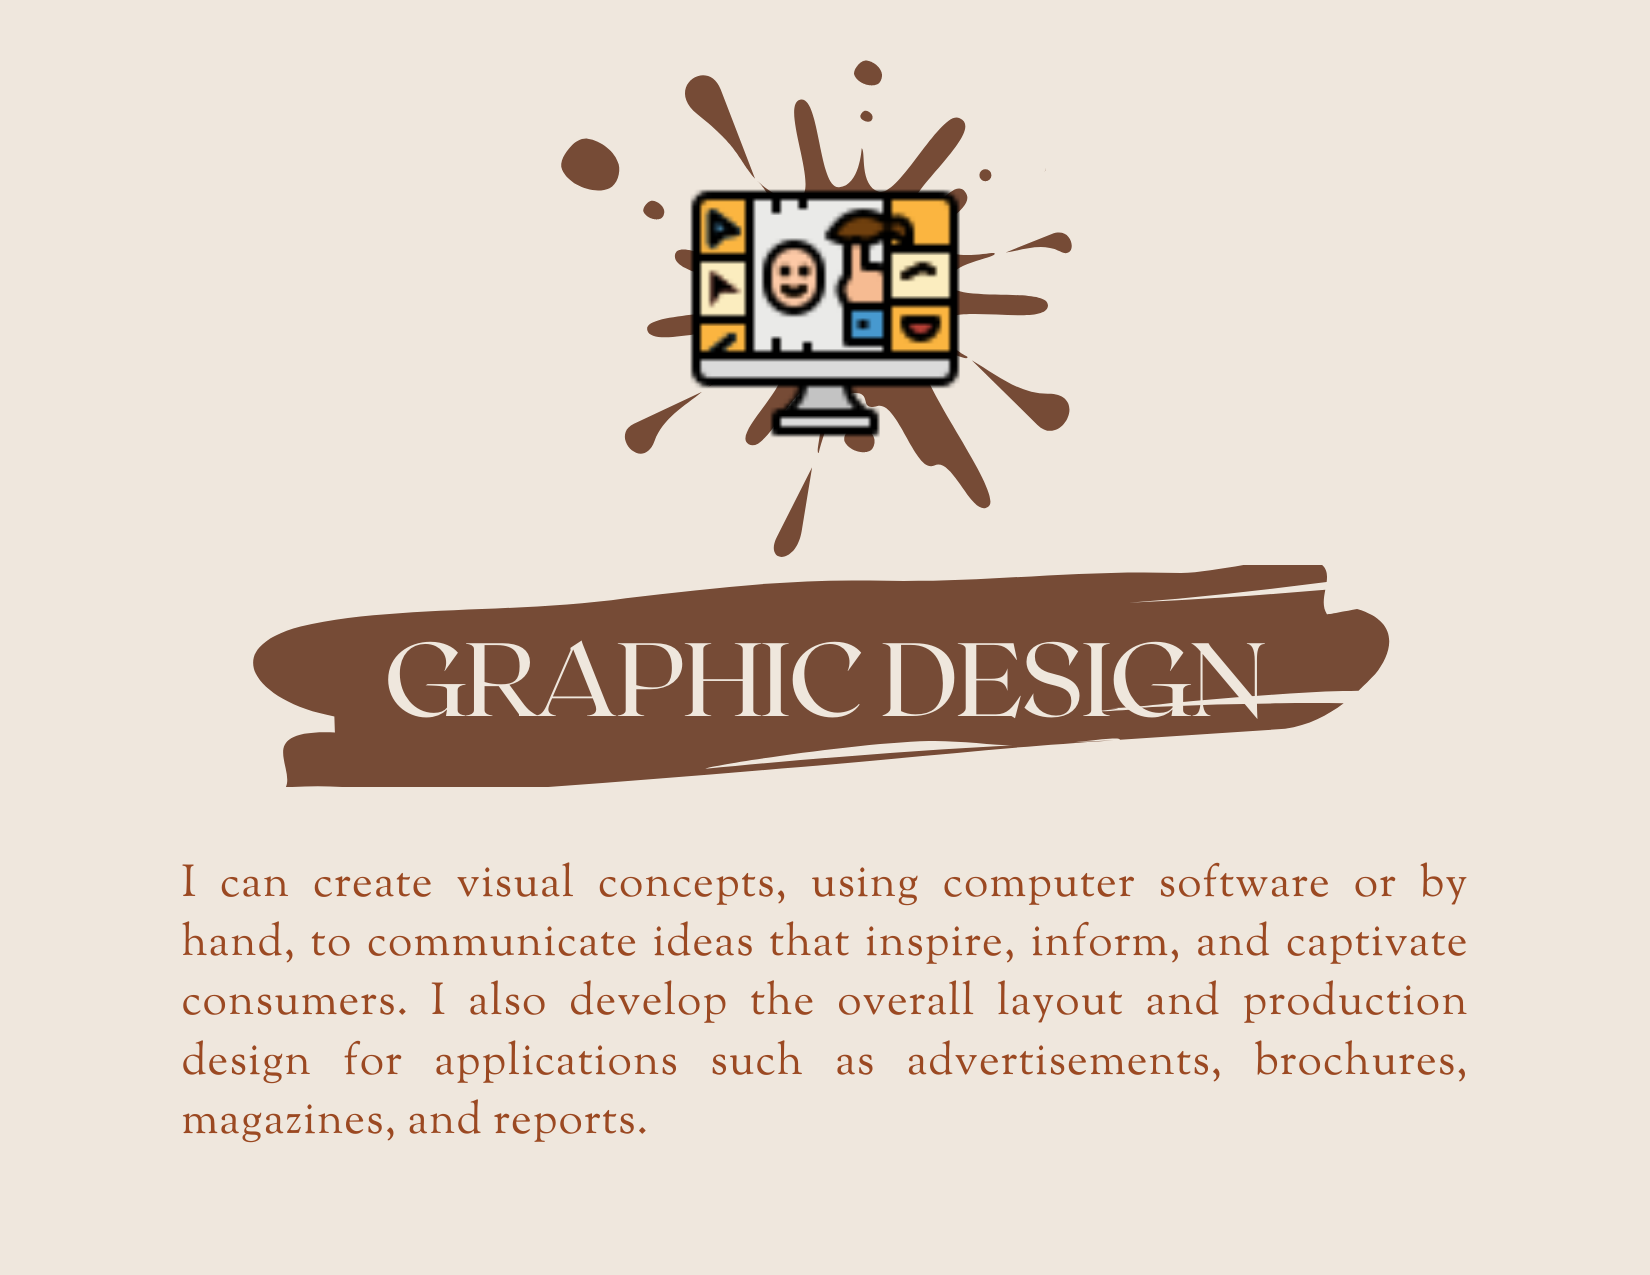 GRAPHIC DESIGN
I can create visual concepts, using computer software or by
hand, to communicate ideas that inspire, inform, and captivate
consumers. I also develop the overall layout and production
design for applications such as advertisements, brochures,
magazines, and reports.